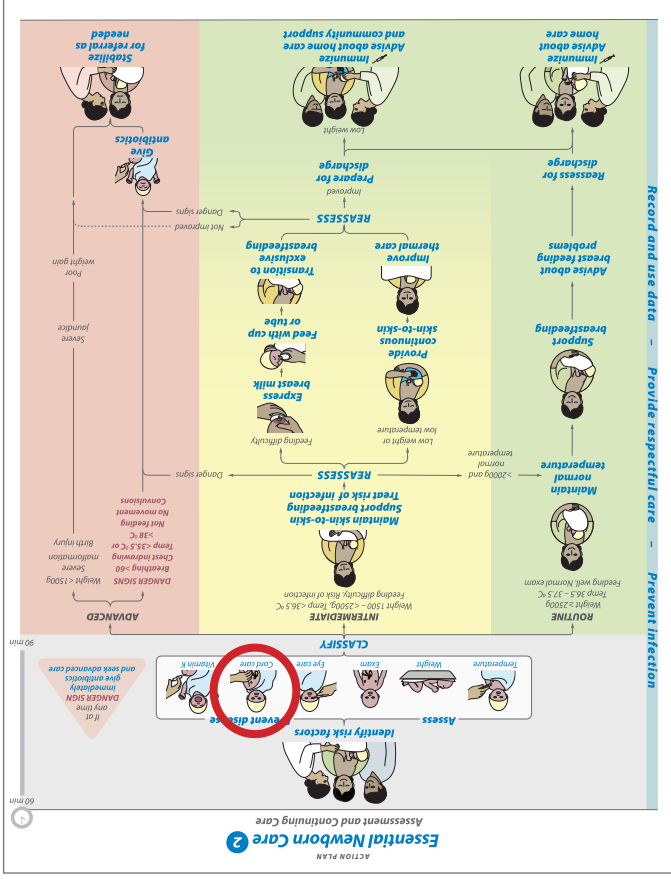 ACTION PLAN
Essential Newborn Care 2
Assessment and Continuing Care
60 min
Identify risk factors
Assess
Prevent disease
Temperature
Weight
Exam
Eye care
Cord care
Vitamin K
If at
any time
DANGER SIGN
immediately
give antibiotics
and seek advanced care
90 min
CLASSIFY
ROUTINE
Weight ≥2500g
Temp 36.5 – 37.5 ºC
Feeding well. Normal exam
Maintain
normal
temperature
Support
breastfeeding
Advise about
breast feeding
problems
Reassess for
discharge
Immunize
Advise about
home care
INTERMEDIATE
Weight 1500 – <2500g, Temp <36.5 ºC
Feeding difficulty. Risk of infection
Maintain skin-to-skin
Support breastfeeding
Treat risk of infection
REASSESS
>2000g and
normal
temperature
Danger signs
Low weight or
low temperature
Provide
continuous
skin-to-skin
Improve
thermal care
Feeding difficulty
Express
breast milk
Feed with cup
or tube
Transition to
exclusive
breastfeeding
REASSESS
Not improved
Danger signs
Improved
Prepare for
discharge
Low weight
Immunize
Advise about home care
and community support
ADVANCED
DANGER SIGNS
Breathing >60
Chest indrawing
Temp <35.5 ºC or
>38 ºC
Not feeding
No movement
Convulsions
Weight <1500g
Severe
malformation
Birth injury
Severe
jaundice
Poor
weight gain
Give
antibiotics
Stabilize
for referral as
needed
Record and use data – Provide respectful care – Prevent infection